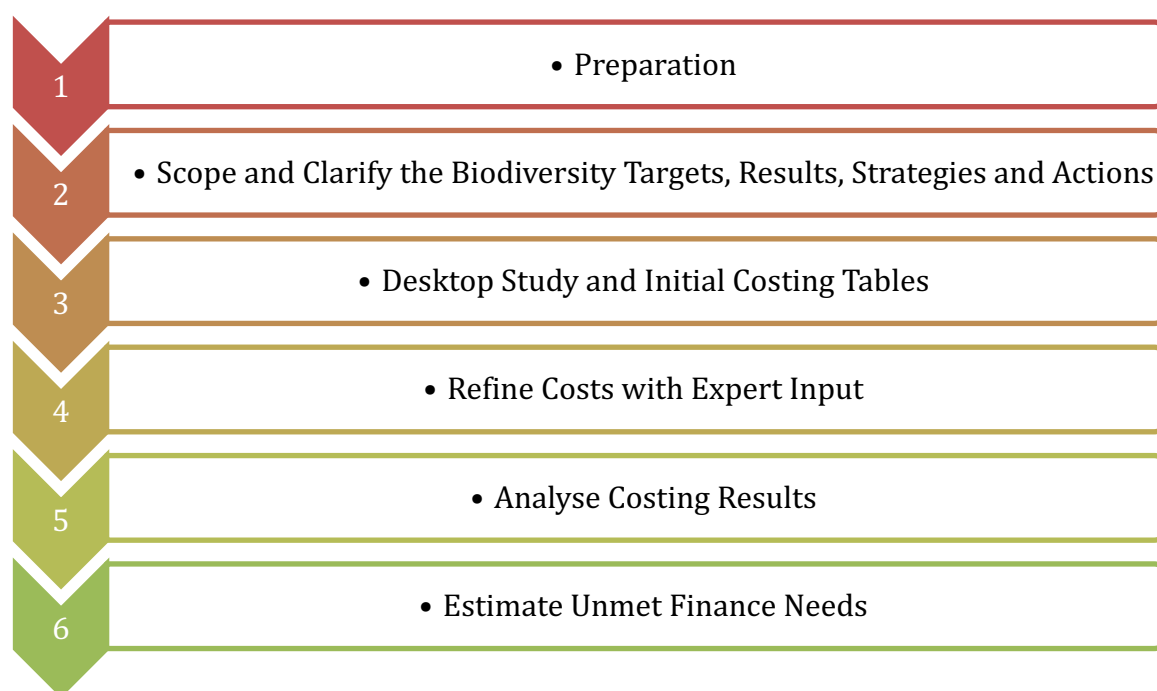 1
• Preparation
2
• Scope and Clarify the Biodiversity Targets, Results, Strategies and Actions
3
• Desktop Study and Initial Costing Tables
4
• Refine Costs with Expert Input
5
• Analyse Costing Results
6
• Estimate Unmet Finance Needs